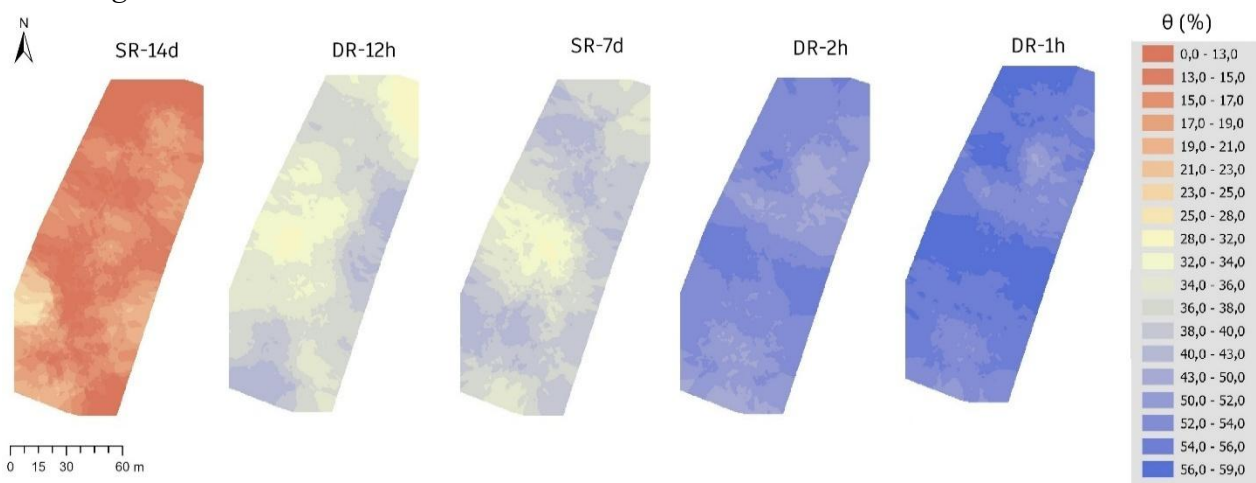 N
SR-14d
DR-12h
SR-7d
DR-2h
DR-1h
θ (%)
0,0 - 13,0
13,0 - 15,0
15,0 - 17,0
17,0 - 19,0
19,0 - 21,0
21,0 - 23,0
23,0 - 25,0
25,0 - 28,0
28,0 - 32,0
32,0 - 34,0
34,0 - 36,0
36,0 - 38,0
38,0 - 40,0
40,0 - 43,0
43,0 - 50,0
50,0 - 52,0
52,0 - 54,0
54,0 - 56,0
56,0 - 59,0
0 15 30 60 m